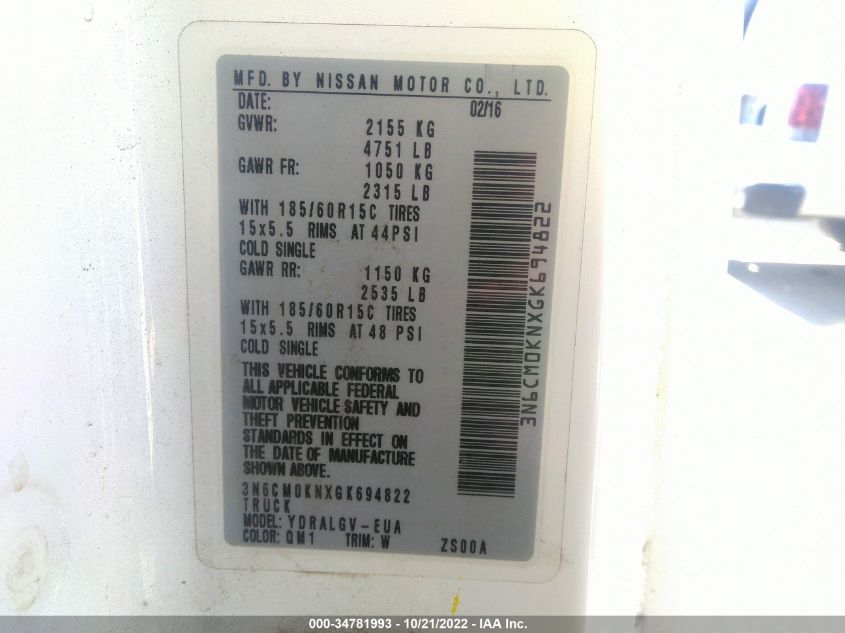 MFD. BY NISSAN MOTOR CO., LTD.
DATE: 02/16
GVWR: 2155 KG
4751 LB
GAWR FR: 1050 KG
2315 LB
WITH 185/60R15C TIRES
15x5.5 RIMS AT 44PSI
COLD SINGLE
GAWR RR: 1150 KG
2535 LB
WITH 185/60R15C TIRES
15x5.5 RIMS AT 48 PSI
COLD SINGLE
THIS VEHICLE CONFORMS TO
ALL APPLICABLE FEDERAL
MOTOR VEHICLE SAFETY AND
THEFT PREVENTION
STANDARDS IN EFFECT ON
THE DATE OF MANUFACTURE
SHOWN ABOVE.
3N6CM0KNXGK694822
TRUCK
MODEL: YDRALGV-EUA
COLOR: QM1 TRIM: W ZS00A
3N6CM0KNXGK694822
000-34781993 - 10/21/2022 - IAA Inc.